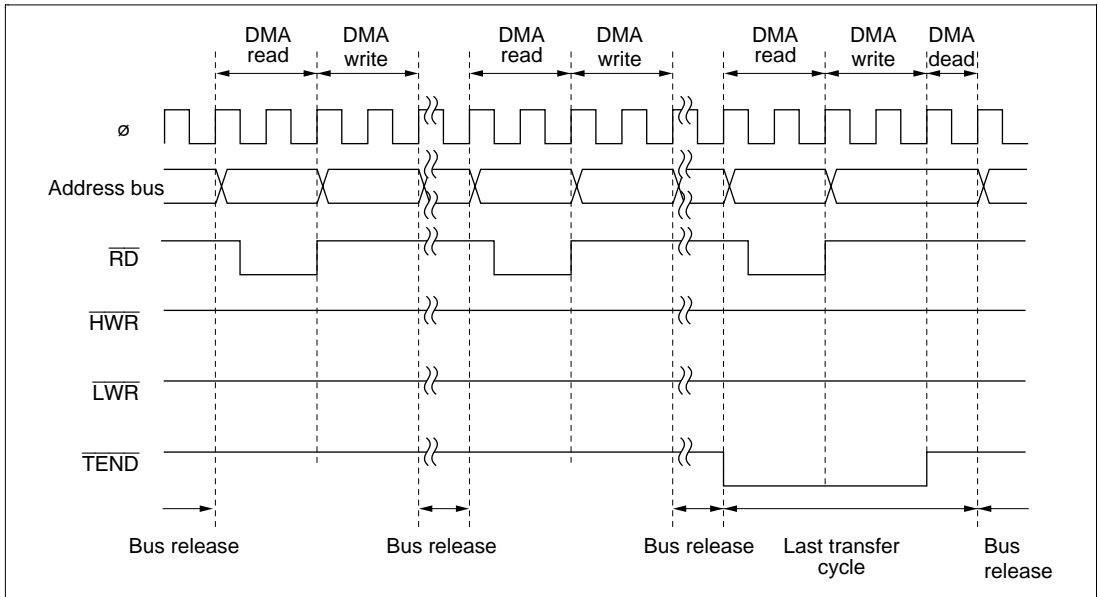 DMA read
DMA write
DMA read
DMA write
DMA read
DMA write
DMA dead
ø
Address bus
RD
HWR
LWR
TEND
Bus release
Bus release
Bus release
Last transfer cycle
Bus release